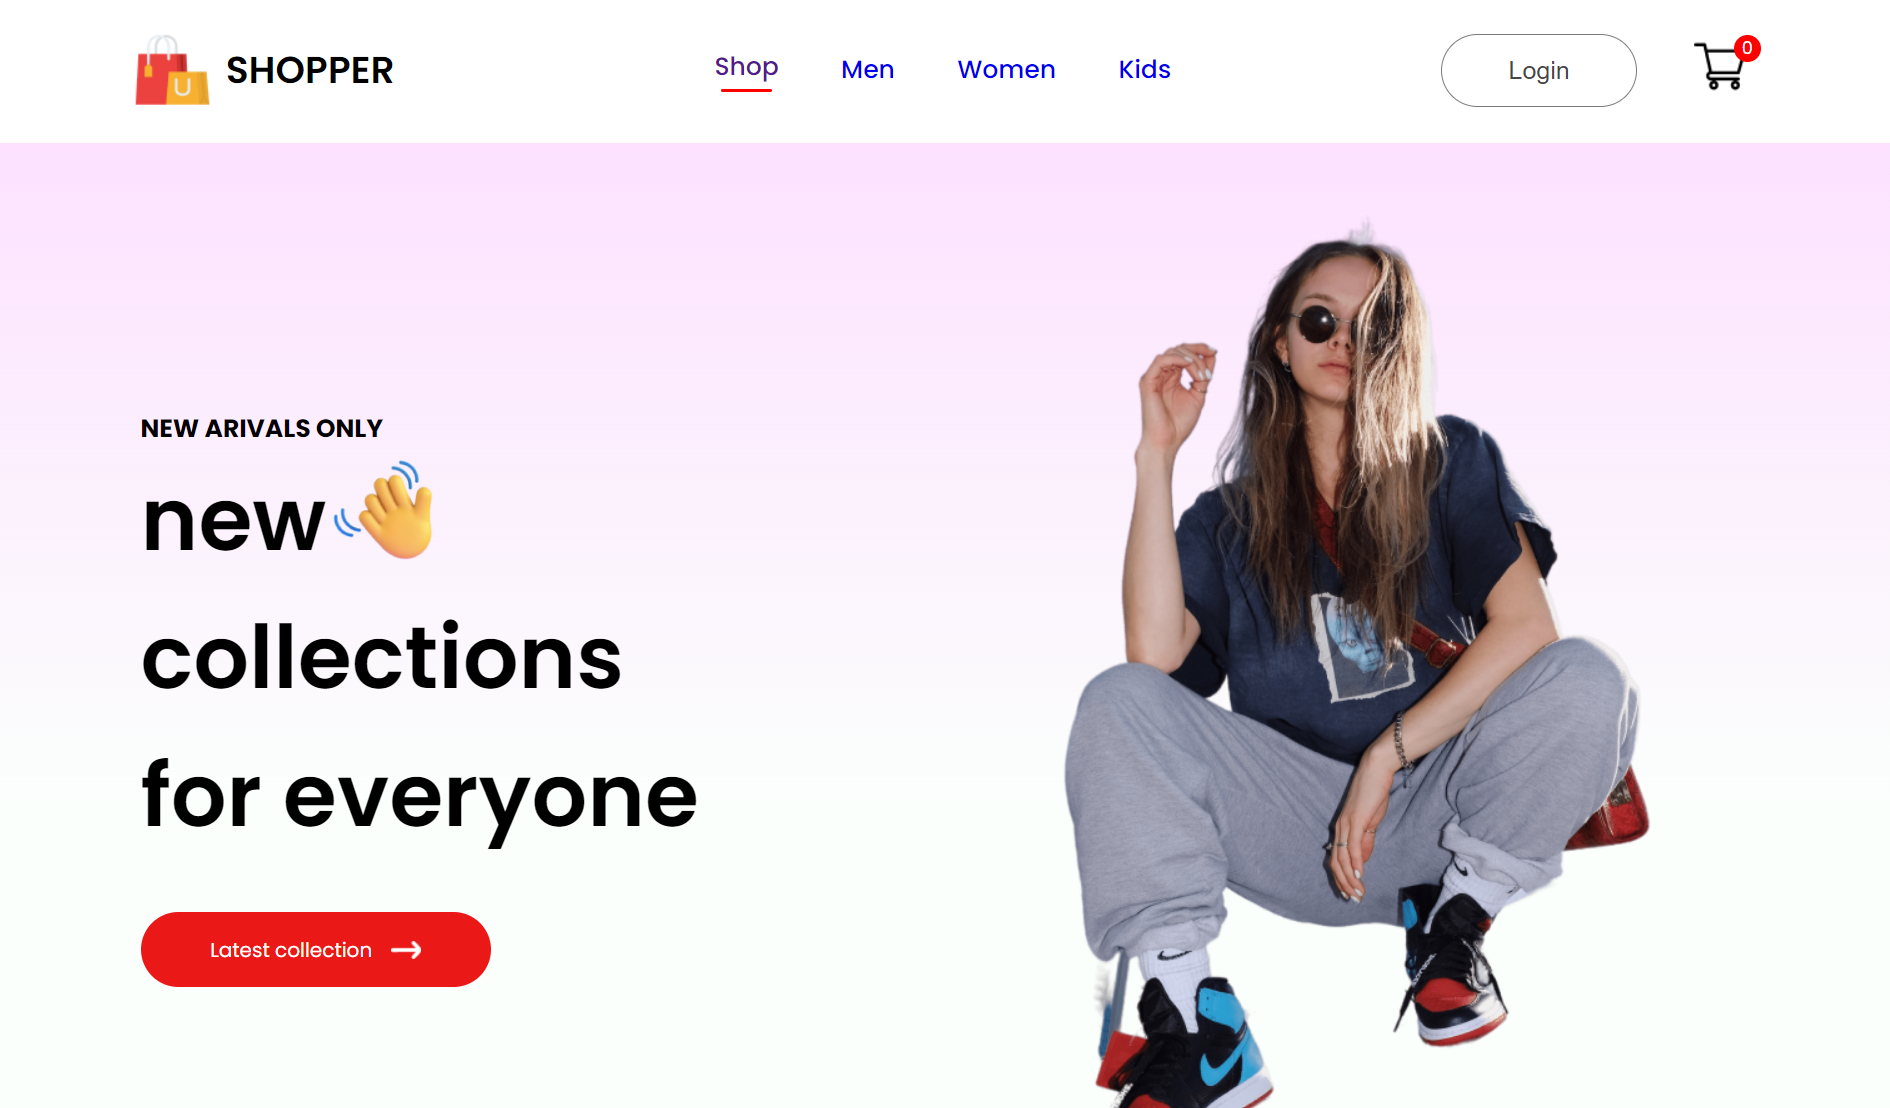 SHOPPER
Shop
Men
Women
Kids
Login
0
NEW ARIVALS ONLY
new
collections
for everyone
Latest collection